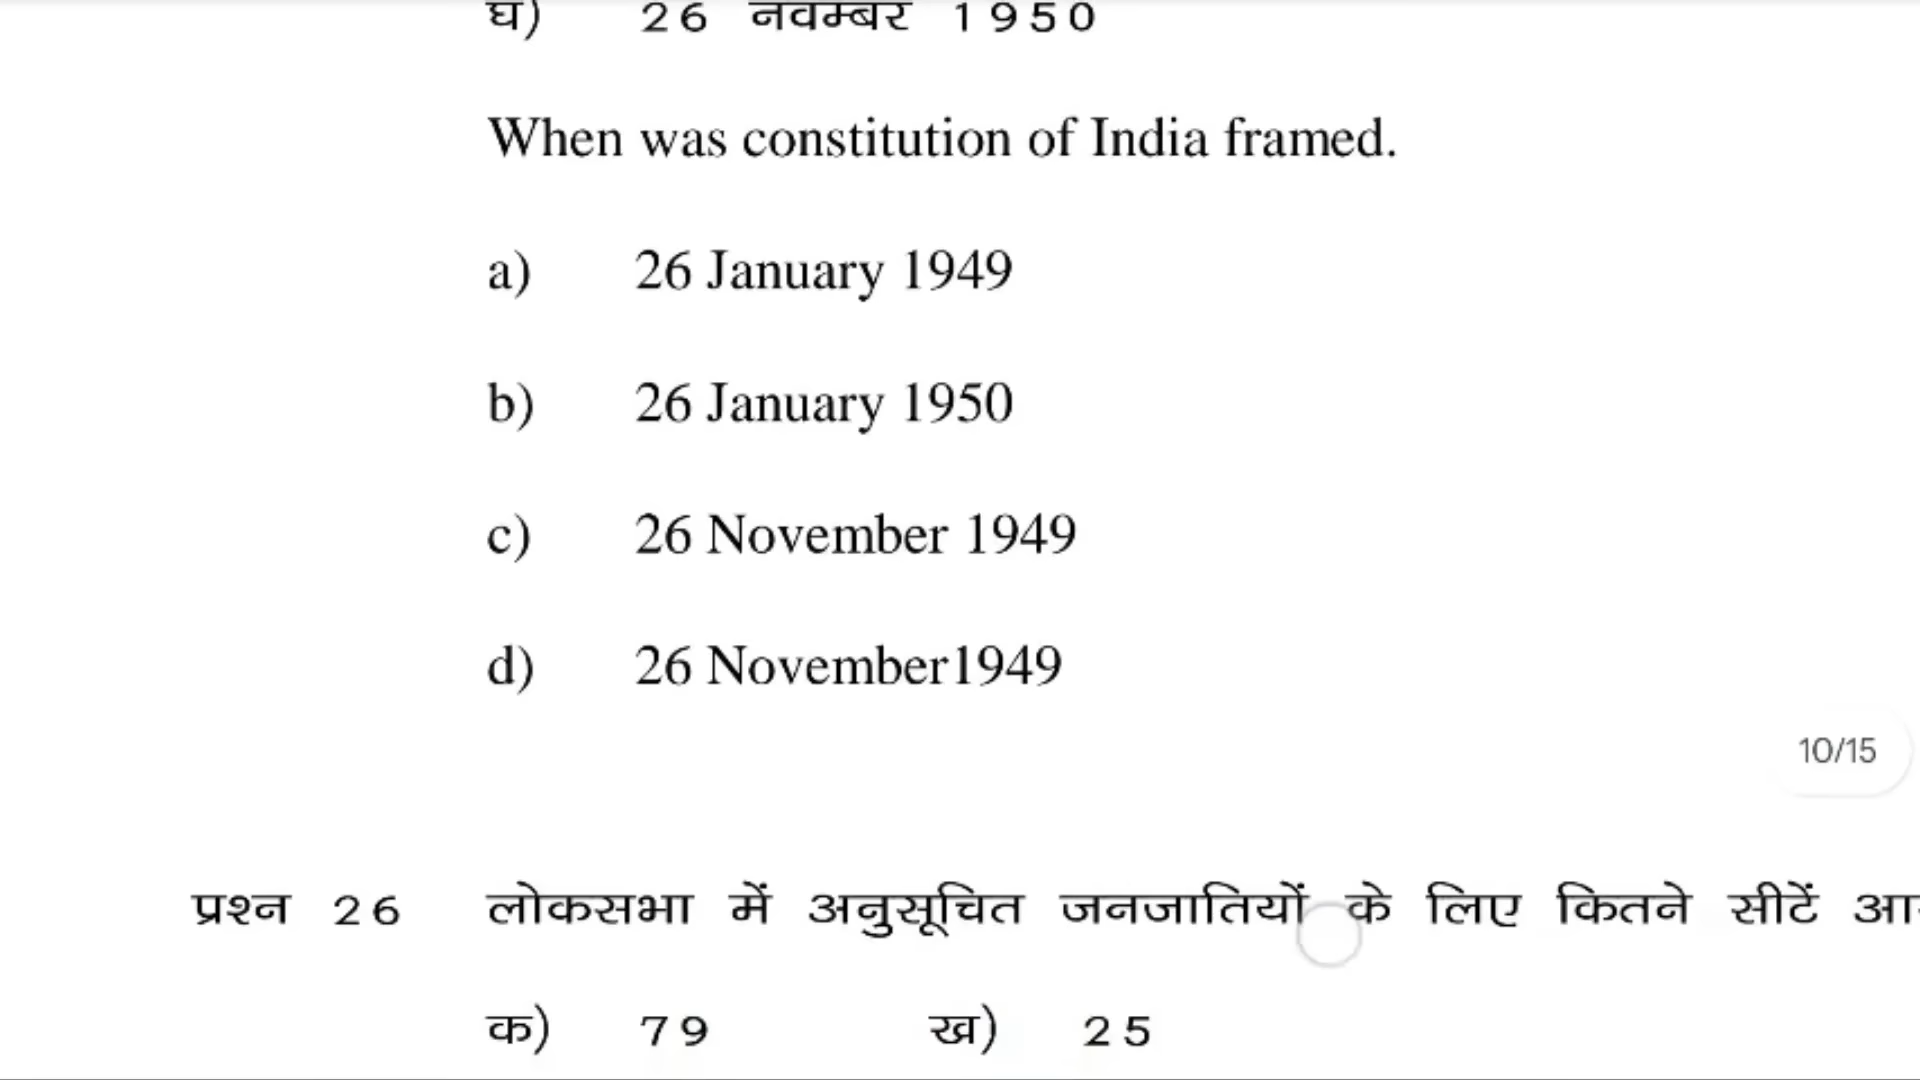 घ) 26 नवम्बर 1950
When was constitution of India framed.
a) 26 January 1949
b) 26 January 1950
c) 26 November 1949
d) 26 November1949
10/15
प्रश्न 26 लोकसभा में अनुसूचित जनजातियों के लिए कितने सीटें
क) 79 ख) 25